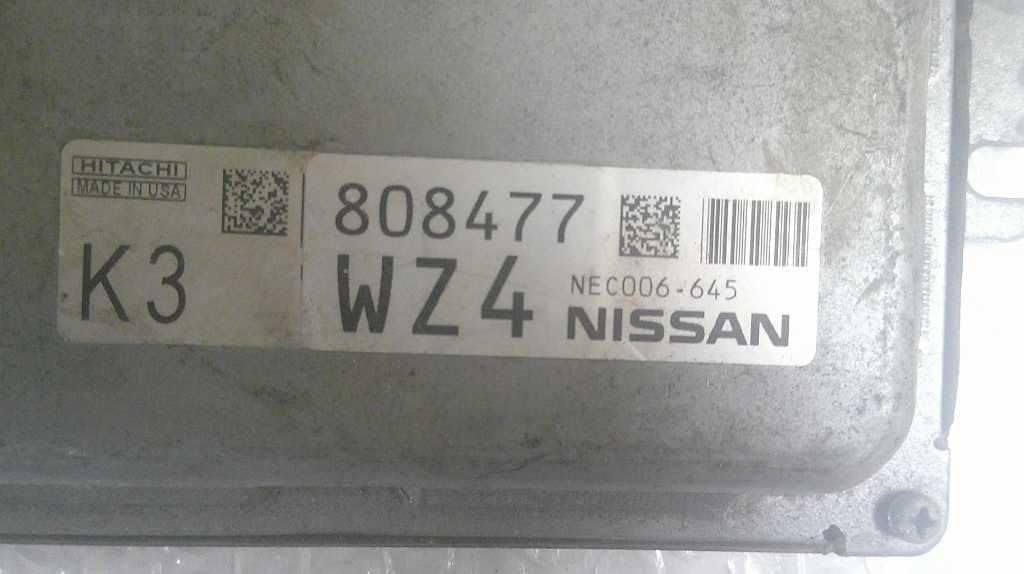 HITACHI
MADE IN USA
K3
808477
WZ4
NEC006-645
NISSAN